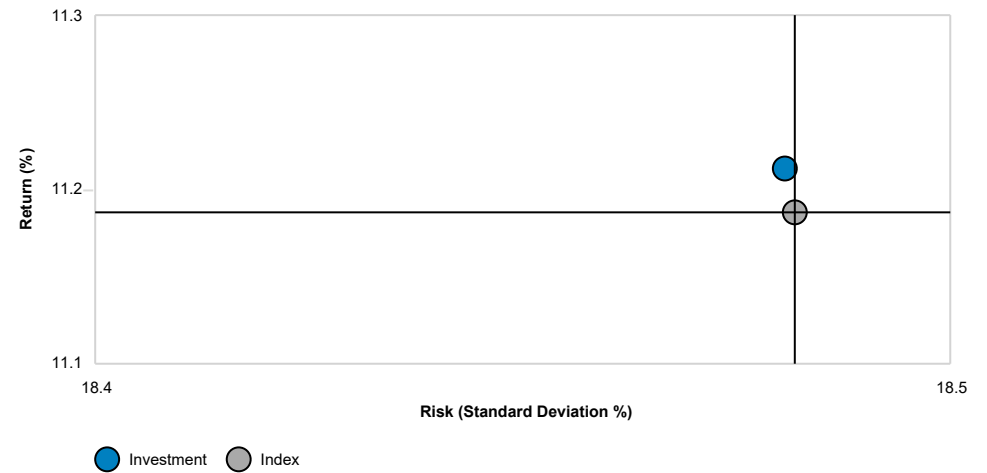 11.3
11.2
11.1
Return (%)
18.4
18.5
Risk (Standard Deviation %)
Investment
Index